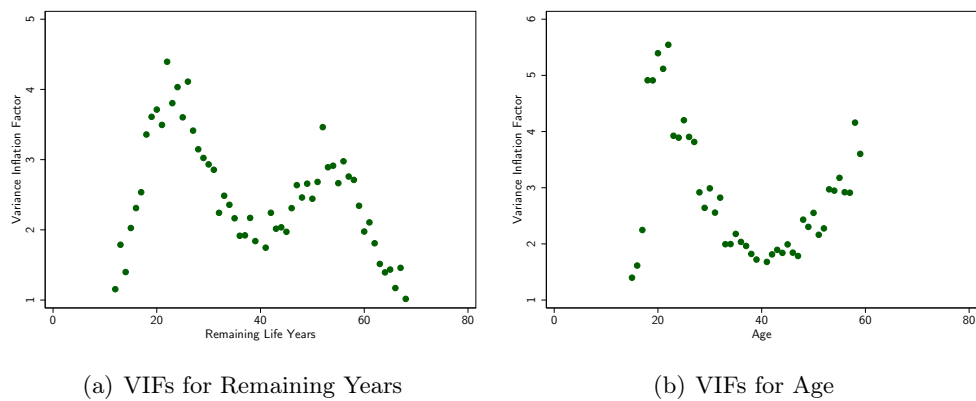 5
4
3
2
1
Variance Inflation Factor
0 20 40 60 80
Remaining Life Years
(a) VIFs for Remaining Years
6
5
4
3
2
1
Variance Inflation Factor
0 20 40 60 80
Age
(b) VIFs for Age